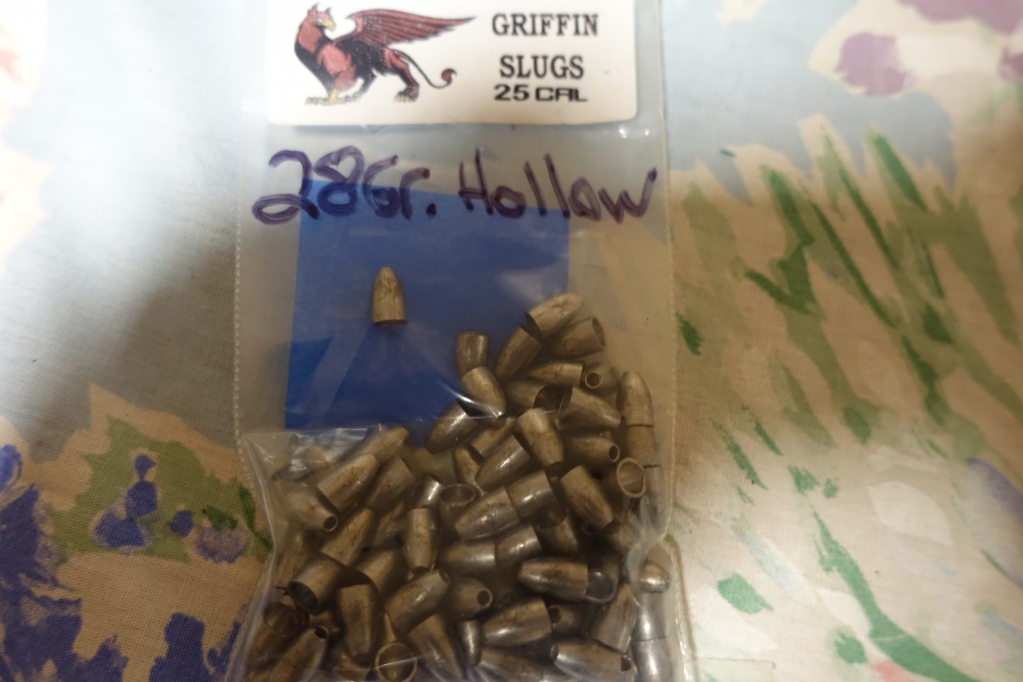 GRIFFIN
SLUGS
25 CAL
28Gr. Hollow